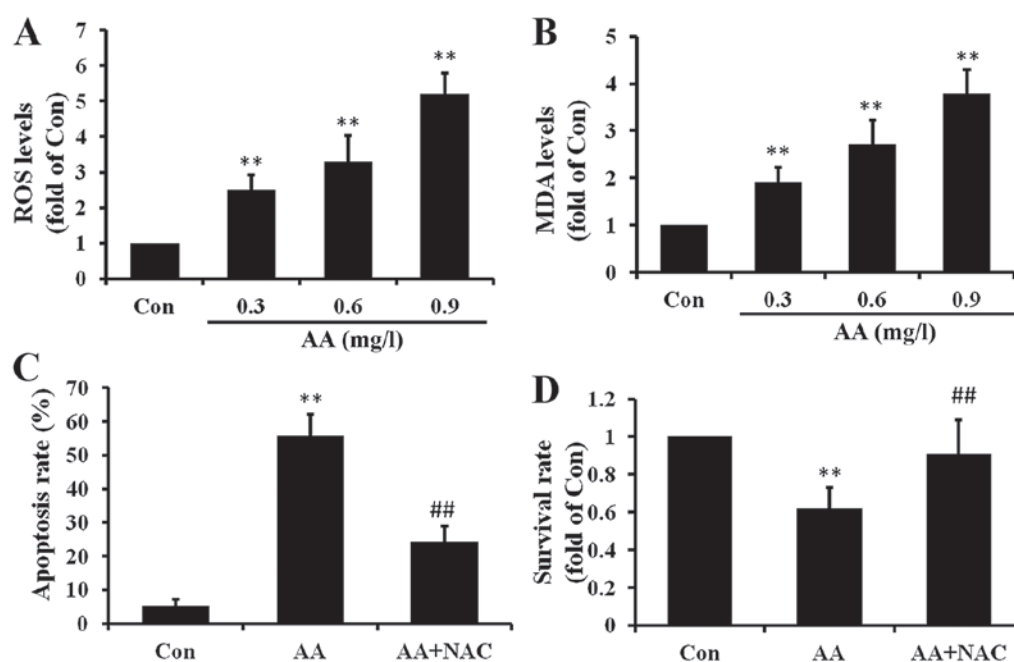 A
ROS levels
(fold of Con)
7
6
5
4
3
2
1
0
**
**
**
Con
0.3
0.6
0.9
AA (mg/l)
B
MDA levels
(fold of Con)
5
4
3
2
1
0
**
**
**
Con
0.3
0.6
0.9
AA (mg/l)
C
Apoptosis rate (%)
70
60
50
40
30
20
10
0
**
##
Con
AA
AA+NAC
D
Survival rate
(fold of Con)
1.2
1
0.8
0.6
0.4
0.2
0
**
##
Con
AA
AA+NAC